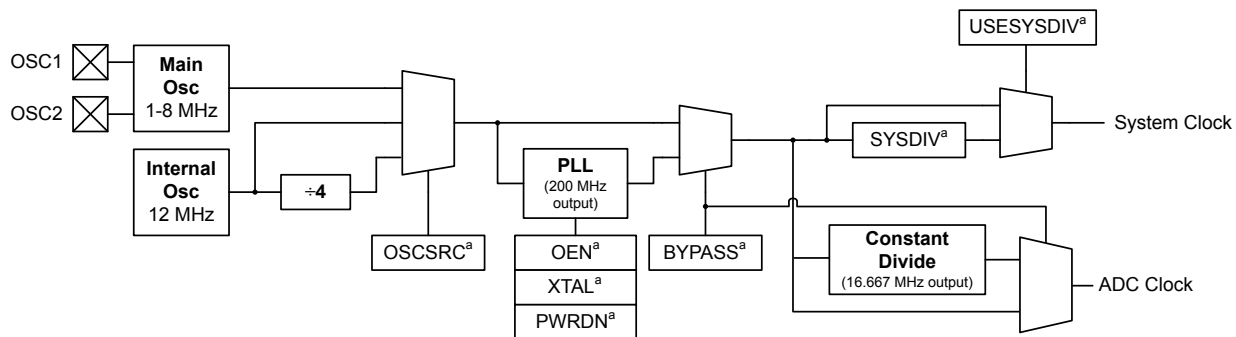 USESYSDIVᵃ
OSC1
Main
Osc
1-8 MHz
OSC2
System Clock
SYSDIVᵃ
Internal
Osc
12 MHz
÷4
PLL
(200 MHz
output)
OSCSRCᵃ
OENᵃ
XTALᵃ
PWRDNᵃ
BYPASSᵃ
Constant
Divide
(16.667 MHz output)
ADC Clock